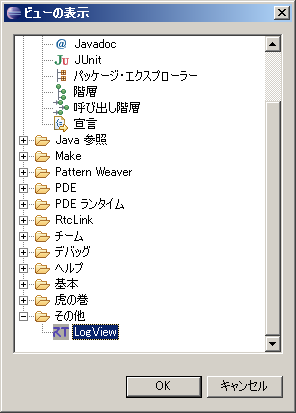 ビューの表示
Javadoc
JUnit
パッケージ・エクスプローラー
階層
呼び出し階層
宣言
Java 参照
Make
Pattern Weaver
PDE
PDE ランタイム
RtcLink
チーム
デバッグ
ヘルプ
基本
虎の巻
その他
RT LogView
OK キャンセル